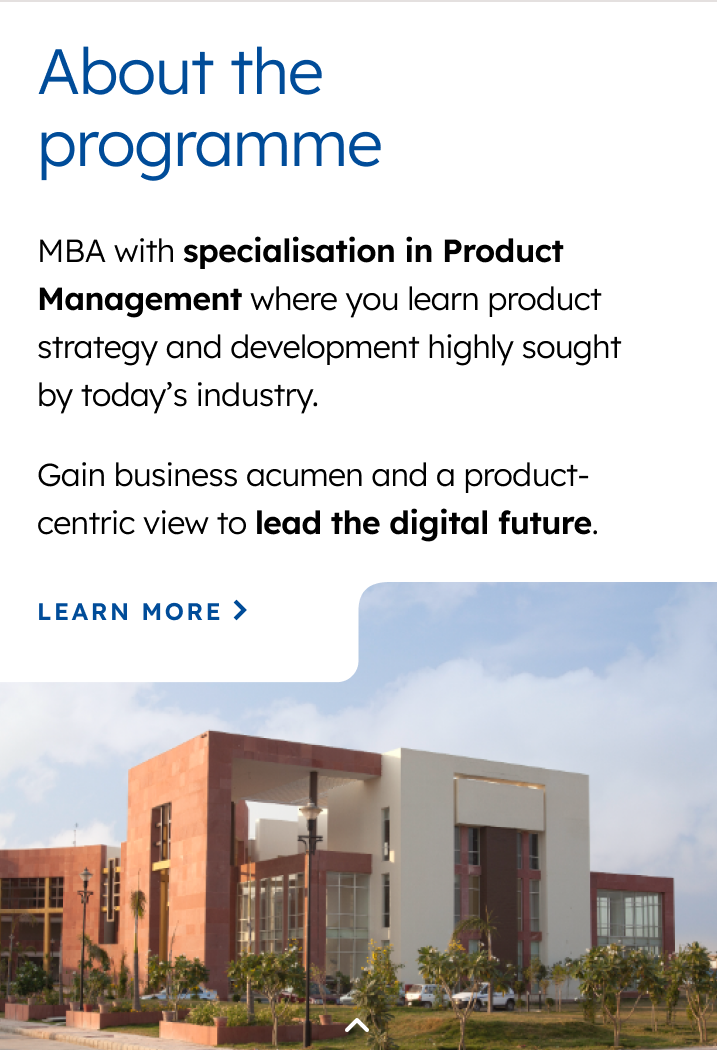 About the
programme
MBA with specialisation in Product
Management where you learn product
strategy and development highly sought
by today’s industry.
Gain business acumen and a product-
centric view to lead the digital future.
LEARN MORE